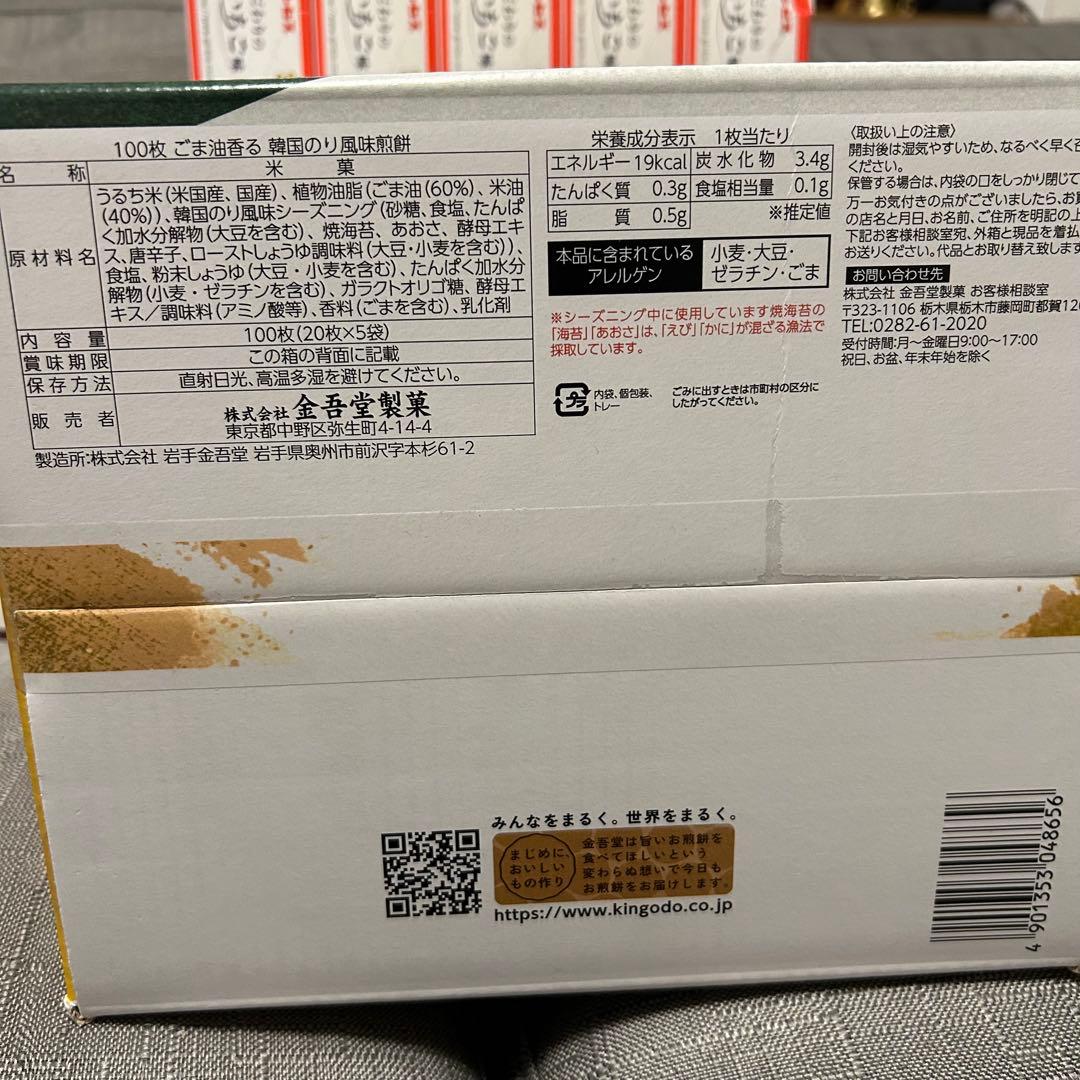 100枚 ごま油香る 韓国のり風味煎餅
名 称 米 菓
原材料名 うるち米(米国産、国産)、植物油脂(ごま油(60%)、米油
(40%))、韓国のり風味シーズニング(砂糖、食塩、たんぱ
く加水分解物(大豆を含む)、焼海苔、あおさ、酵母エキ
ス、唐辛子、ローストしょうゆ調味料(大豆・小麦を含む))、
食塩、粉末しょうゆ(大豆・小麦を含む)、たんぱく加水分
解物(小麦・ゼラチンを含む)、ガラクトオリゴ糖、酵母エ
キス/調味料(アミノ酸等)、香料(ごまを含む)、乳化剤
内容量 100枚(20枚×5袋)
賞味期限 この箱の背面に記載
保存方法 直射日光、高温多湿を避けてください。
販売者 株式会社 金吾堂製菓
東京都中野区弥生町4-14-4
製造所:株式会社 岩手金吾堂 岩手県奥州市前沢字本杉61-2
栄養成分表示 1枚当たり
エネルギー 19kcal 炭水化物 3.4g
たんぱく質 0.3g 食塩相当量 0.1g
脂 質 0.5g ※推定値
本品に含まれている
アレルゲン
小麦・大豆・
ゼラチン・ごま
※シーズニング中に使用しています焼海苔の
「海苔」「あおさ」は、「えび」「かに」が混ざる漁法で
採取しています。
プラ
内袋、個包装、
トレー
ごみに出すときは市町村の区分に
したがってください。
〈取扱い上の注意〉
開封後は湿気やすいため、なるべく早く
ください。
保管する場合は、内袋の口をしっかり閉じて
万一お気付きの点がございましたら、お買
の店名と月日、お名前、ご住所を明記の上
下記お客様相談室宛、外箱と現品を着払
お送りください。代品とお取り替え致します
お問い合わせ先
株式会社 金吾堂製菓 お客様相談室
〒323-1106 栃木県栃木市藤岡町都賀120
TEL:0282-61-2020
受付時間:月〜金曜日9:00〜17:00
祝日、お盆、年末年始を除く
みんなをまるく。世界をまるく。
まじめに、
おいしい
もの作り
金吾堂は旨いお煎餅を
食べてほしいという
変わらぬ想いで今日も
お煎餅をお届けします。
https://www.kingodo.co.jp
4 901353 048656